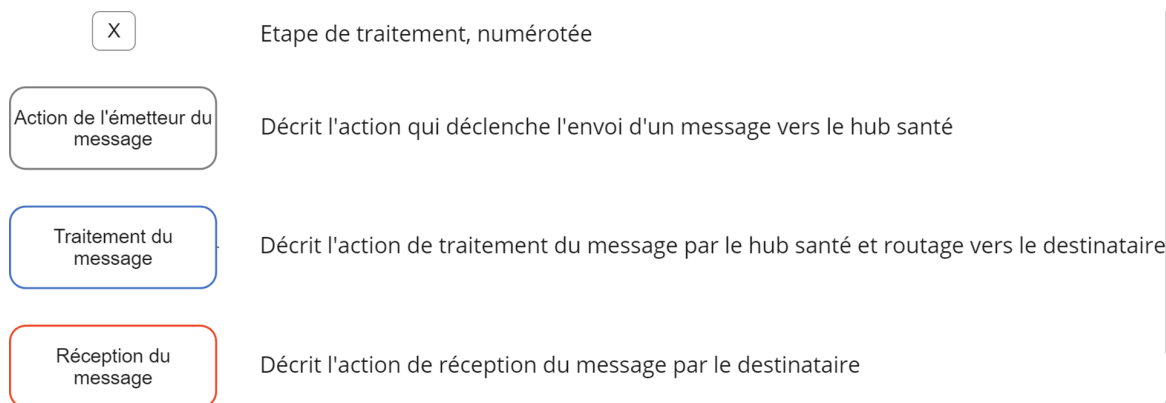 X
Etape de traitement, numérotée
Action de l'émetteur du
message
Décrit l'action qui déclenche l'envoi d'un message vers le hub santé
Traitement du
message
Décrit l'action de traitement du message par le hub santé et routage vers le destinataire
Réception du
message
Décrit l'action de réception du message par le destinataire